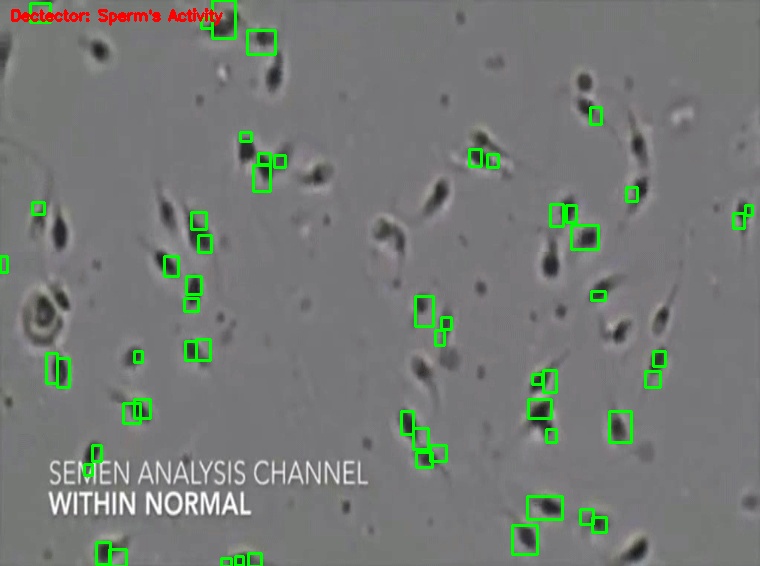 Dectector: Sperm's Activity
SEMEN ANALYSIS CHANNEL
WITHIN NORMAL